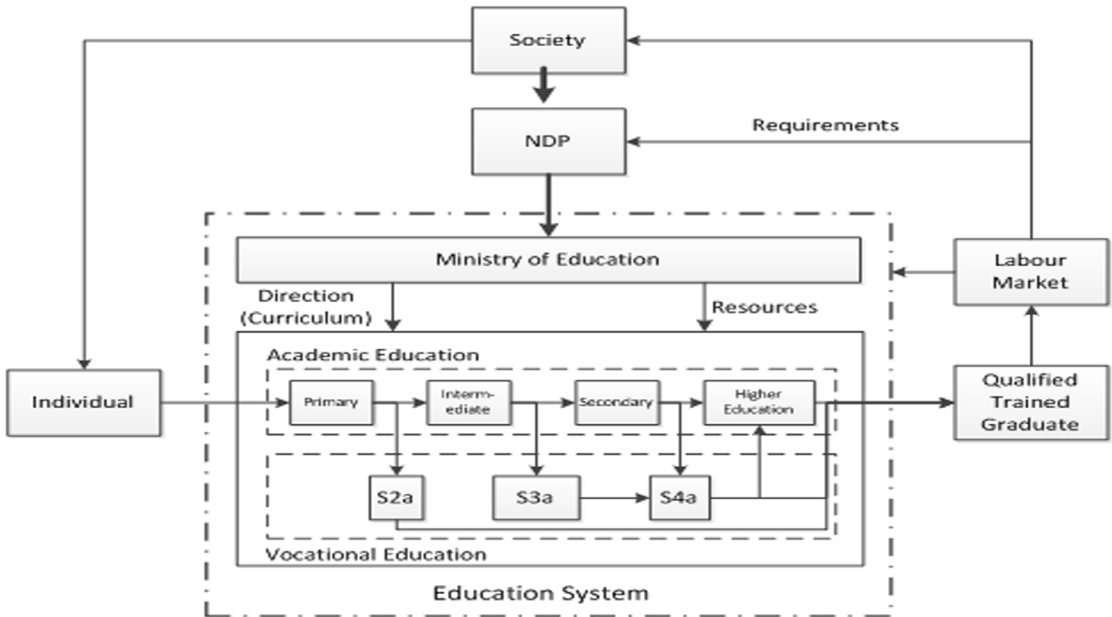 Society
NDP
Requirements
Ministry of Education
Labour
Market
Direction
(Curriculum)
Resources
Academic Education
Individual
Primary
Interm-
ediate
Secondary
Higher
Education
Qualified
Trained
Graduate
S2a
S3a
S4a
Vocational Education
Education System